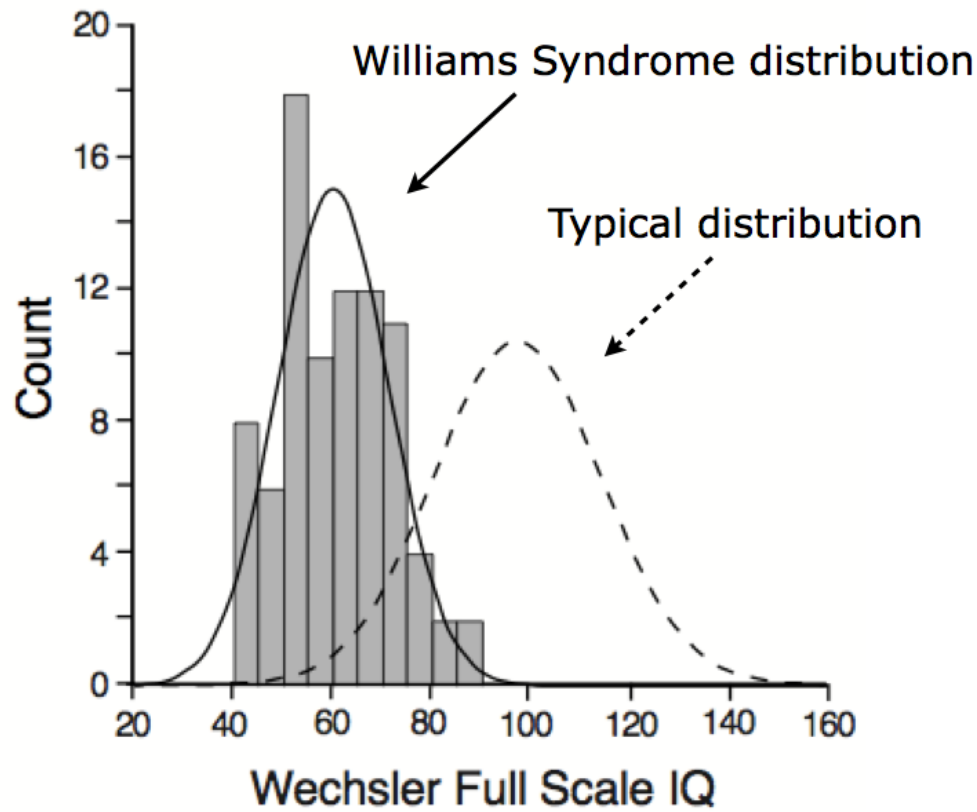 20
Williams Syndrome distribution
16
Typical distribution
12
Count
8
4
0
20 40 60 80 100 120 140 160
Wechsler Full Scale IQ